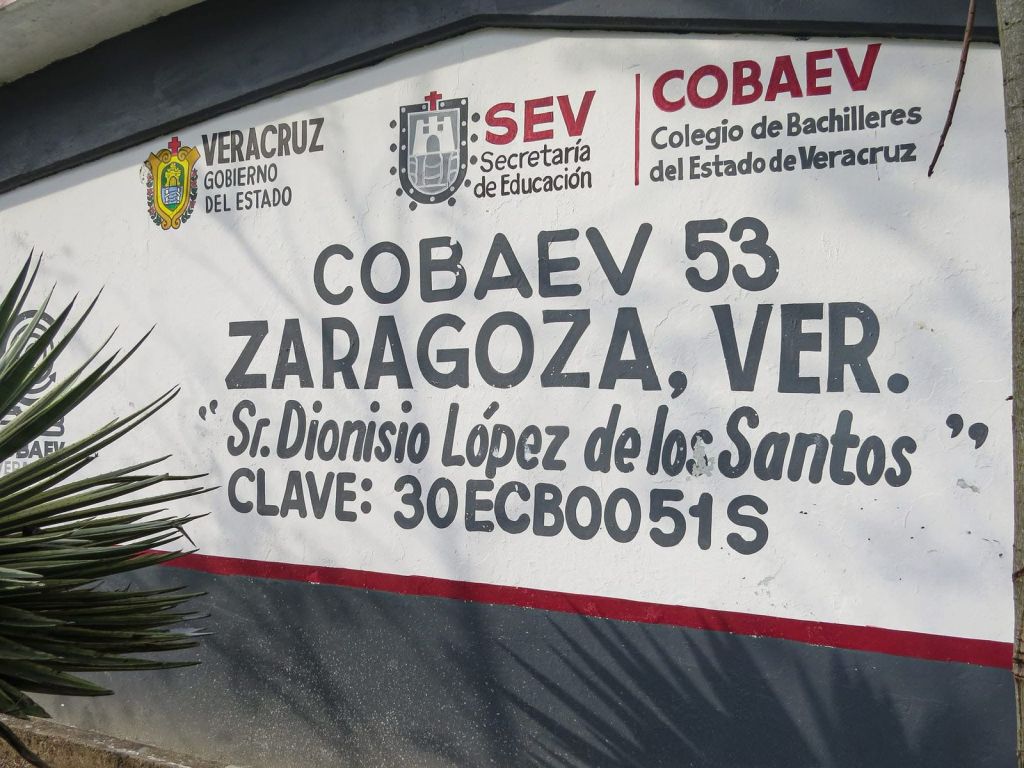 VERACRUZ
GOBIERNO
DEL ESTADO
SEV
Secretaría
de Educación
COBAEV
Colegio de Bachilleres
del Estado de Veracruz
COBAEV 53
ZARAGOZA, VER.
"Sr. Dionisio López de los Santos"
CLAVE: 30ECB0051S